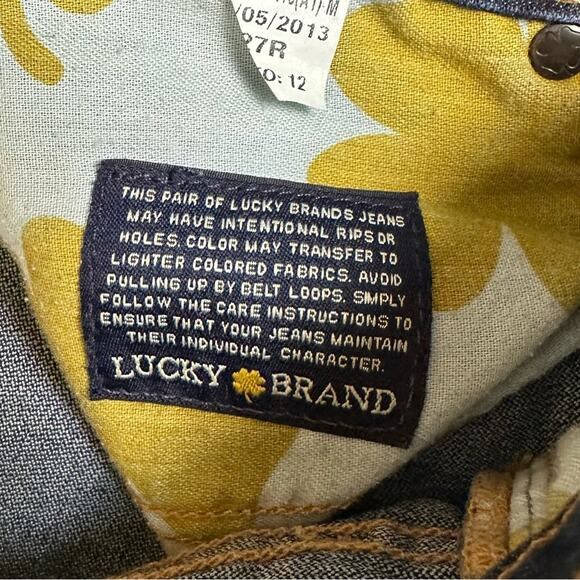 /05/2013
27R
O: 12
THIS PAIR OF LUCKY BRANDS JEANS
MAY HAVE INTENTIONAL RIPS OR
HOLES. COLOR MAY TRANSFER TO
LIGHTER COLORED FABRICS. AVOID
PULLING UP BY BELT LOOPS. SIMPLY
FOLLOW THE CARE INSTRUCTIONS TO
ENSURE THAT YOUR JEANS MAINTAIN
THEIR INDIVIDUAL CHARACTER.
LUCKY BRAND